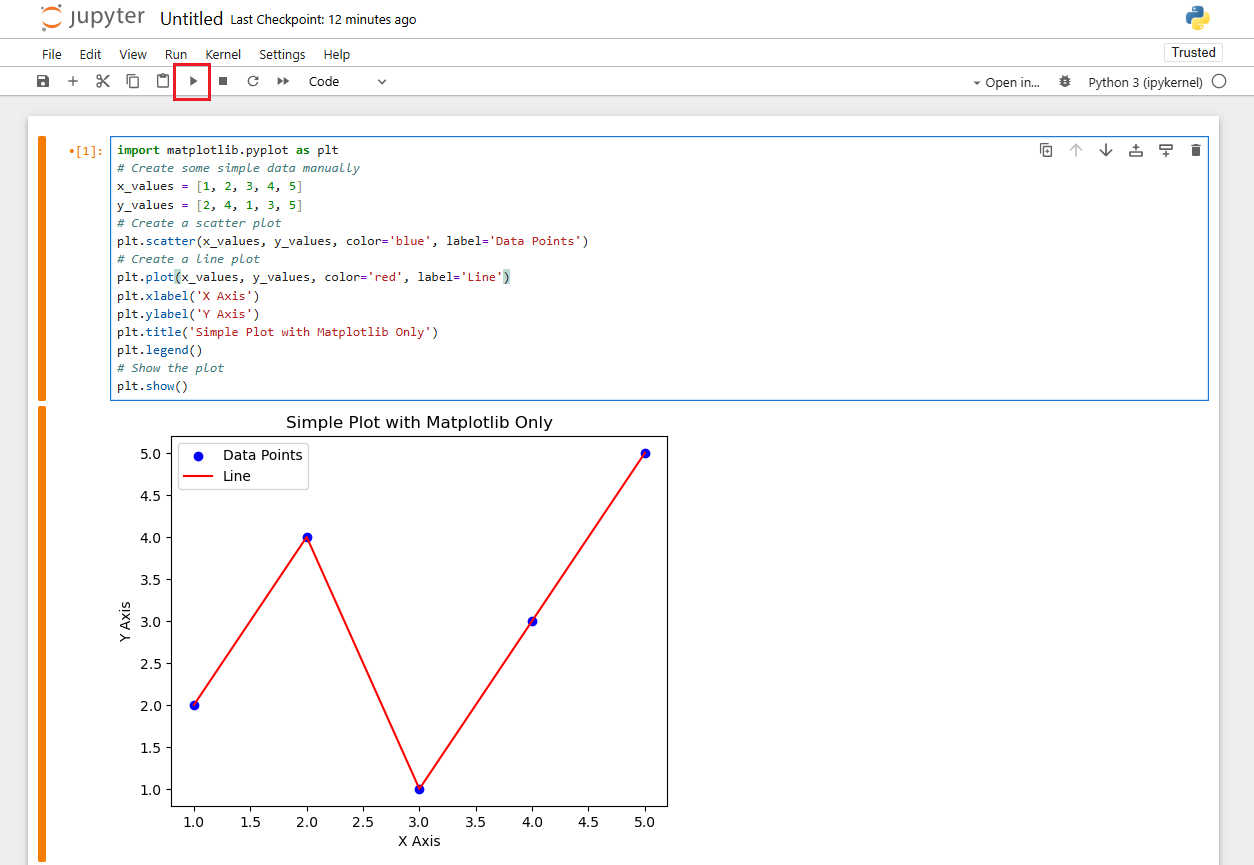 jupyter Untitled Last Checkpoint: 12 minutes ago
File Edit View Run Kernel Settings Help
Trusted
Code
Open in...
Python 3 (ipykernel)
•[1]:
import matplotlib.pyplot as plt
# Create some simple data manually
x_values = [1, 2, 3, 4, 5]
y_values = [2, 4, 1, 3, 5]
# Create a scatter plot
plt.scatter(x_values, y_values, color='blue', label='Data Points')
# Create a line plot
plt.plot(x_values, y_values, color='red', label='Line')
plt.xlabel('X Axis')
plt.ylabel('Y Axis')
plt.title('Simple Plot with Matplotlib Only')
plt.legend()
# Show the plot
plt.show()
Simple Plot with Matplotlib Only
Data Points
Line
5.0
4.5
4.0
3.5
3.0
2.5
2.0
1.5
1.0
Y Axis
1.0 1.5 2.0 2.5 3.0 3.5 4.0 4.5 5.0
X Axis